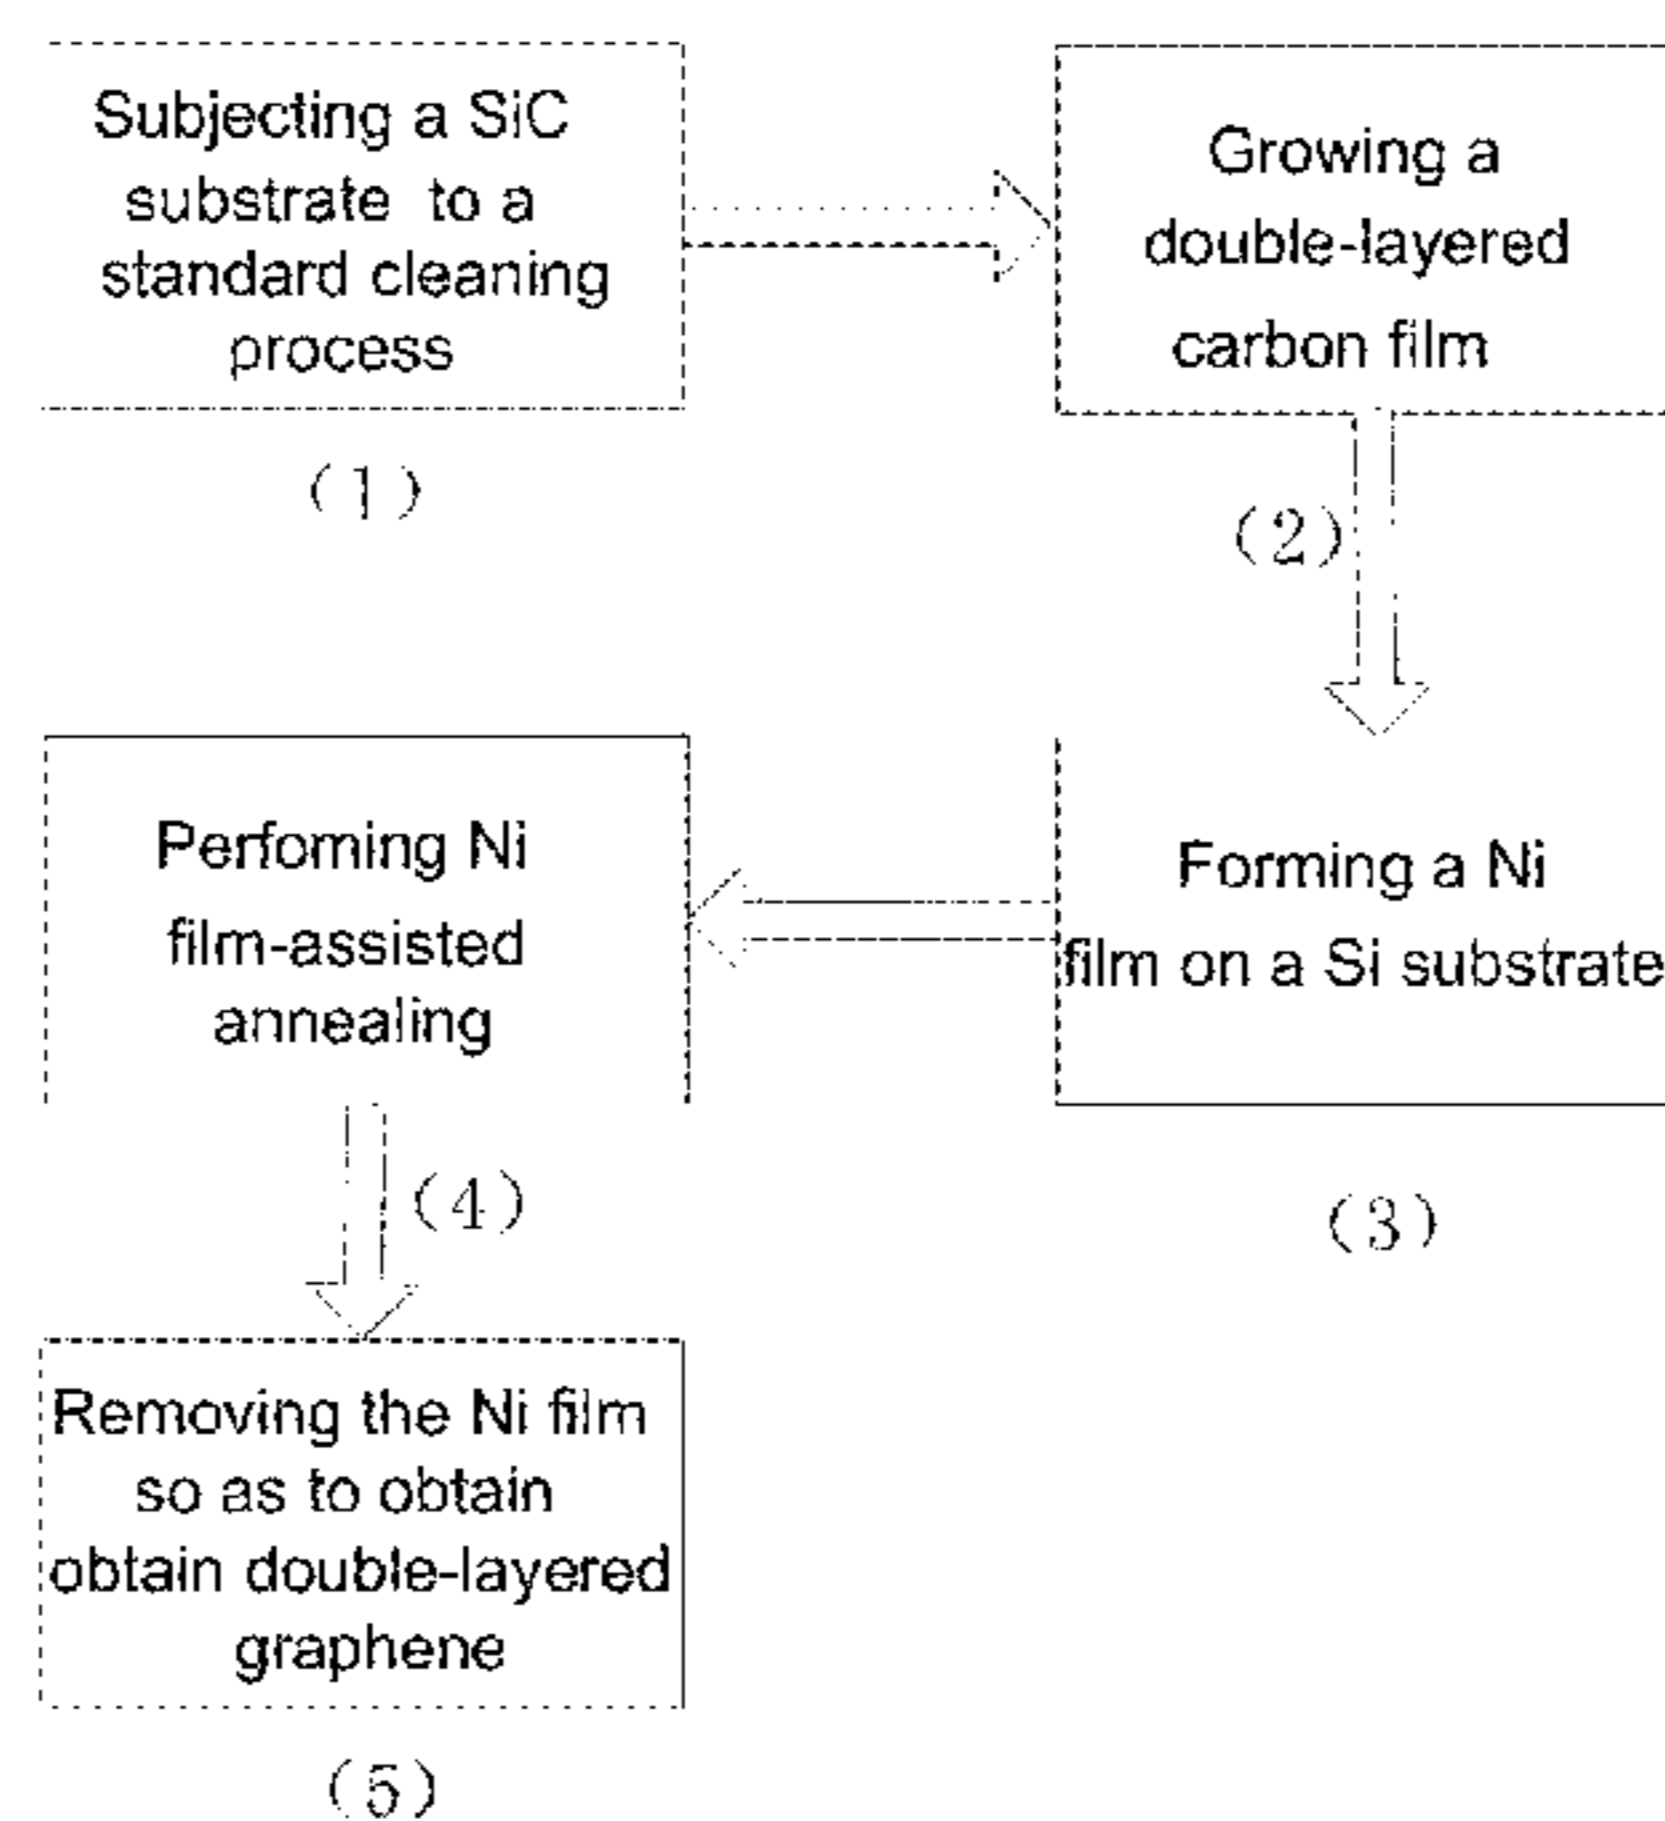 Subjecting a SiC
substrate to a
standard cleaning
process
(1)
Growing a
double-layered
carbon film
(2)
Forming a Ni
film on a Si substrate
(3)
Perfoming Ni
film-assisted
annealing
(4)
Removing the Ni film
so as to obtain
obtain double-layered
graphene
(5)